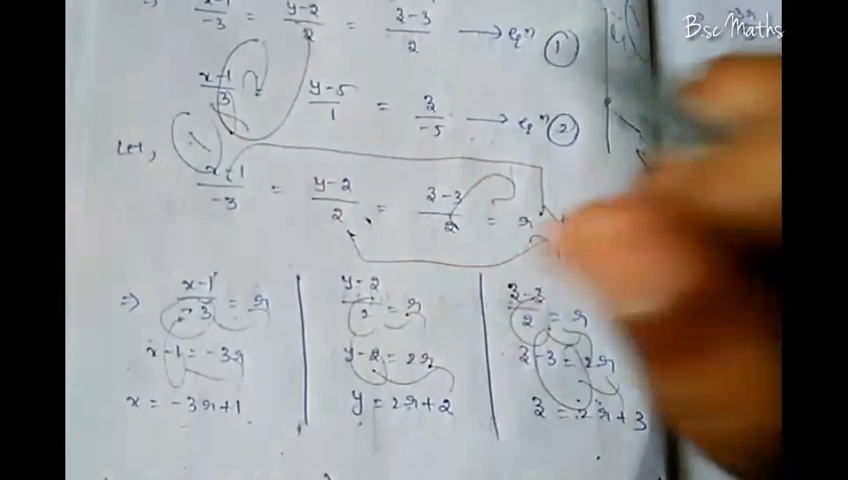 Bsc Maths
x-1/-3 = y-2/2 = z-3/2 → eqⁿ ①
x-1/3 y-5/1 = z/-5 → eqⁿ ②
Let,
x-1/-3 = y-2/2 = z-3/2 = r
⇒ x-1/-3 = r | y-2/2 = r | z-3/2 = r
x-1 = -3r | y-2 = 2r | z-3 = 2r
x = -3r+1 | y = 2r+2 | z = 2r+3